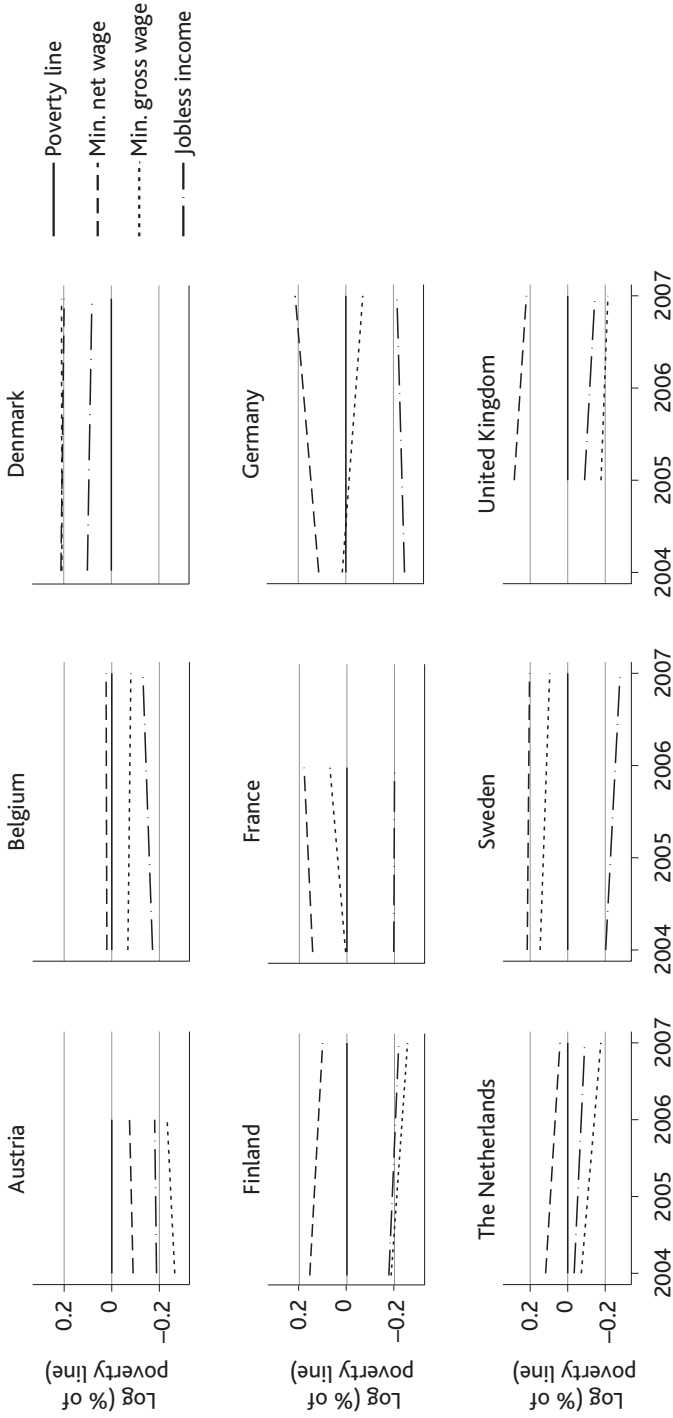 Austria
Belgium
Denmark
Poverty line
Min. net wage
Min. gross wage
Jobless income
Log (% of
poverty line)
0.2
0
−0.2
Finland
France
Germany
Log (% of
poverty line)
0.2
0
−0.2
The Netherlands
Sweden
United Kingdom
Log (% of
poverty line)
0.2
0
−0.2
2004 2005 2006 2007
2004 2005 2006 2007
2004 2005 2006 2007